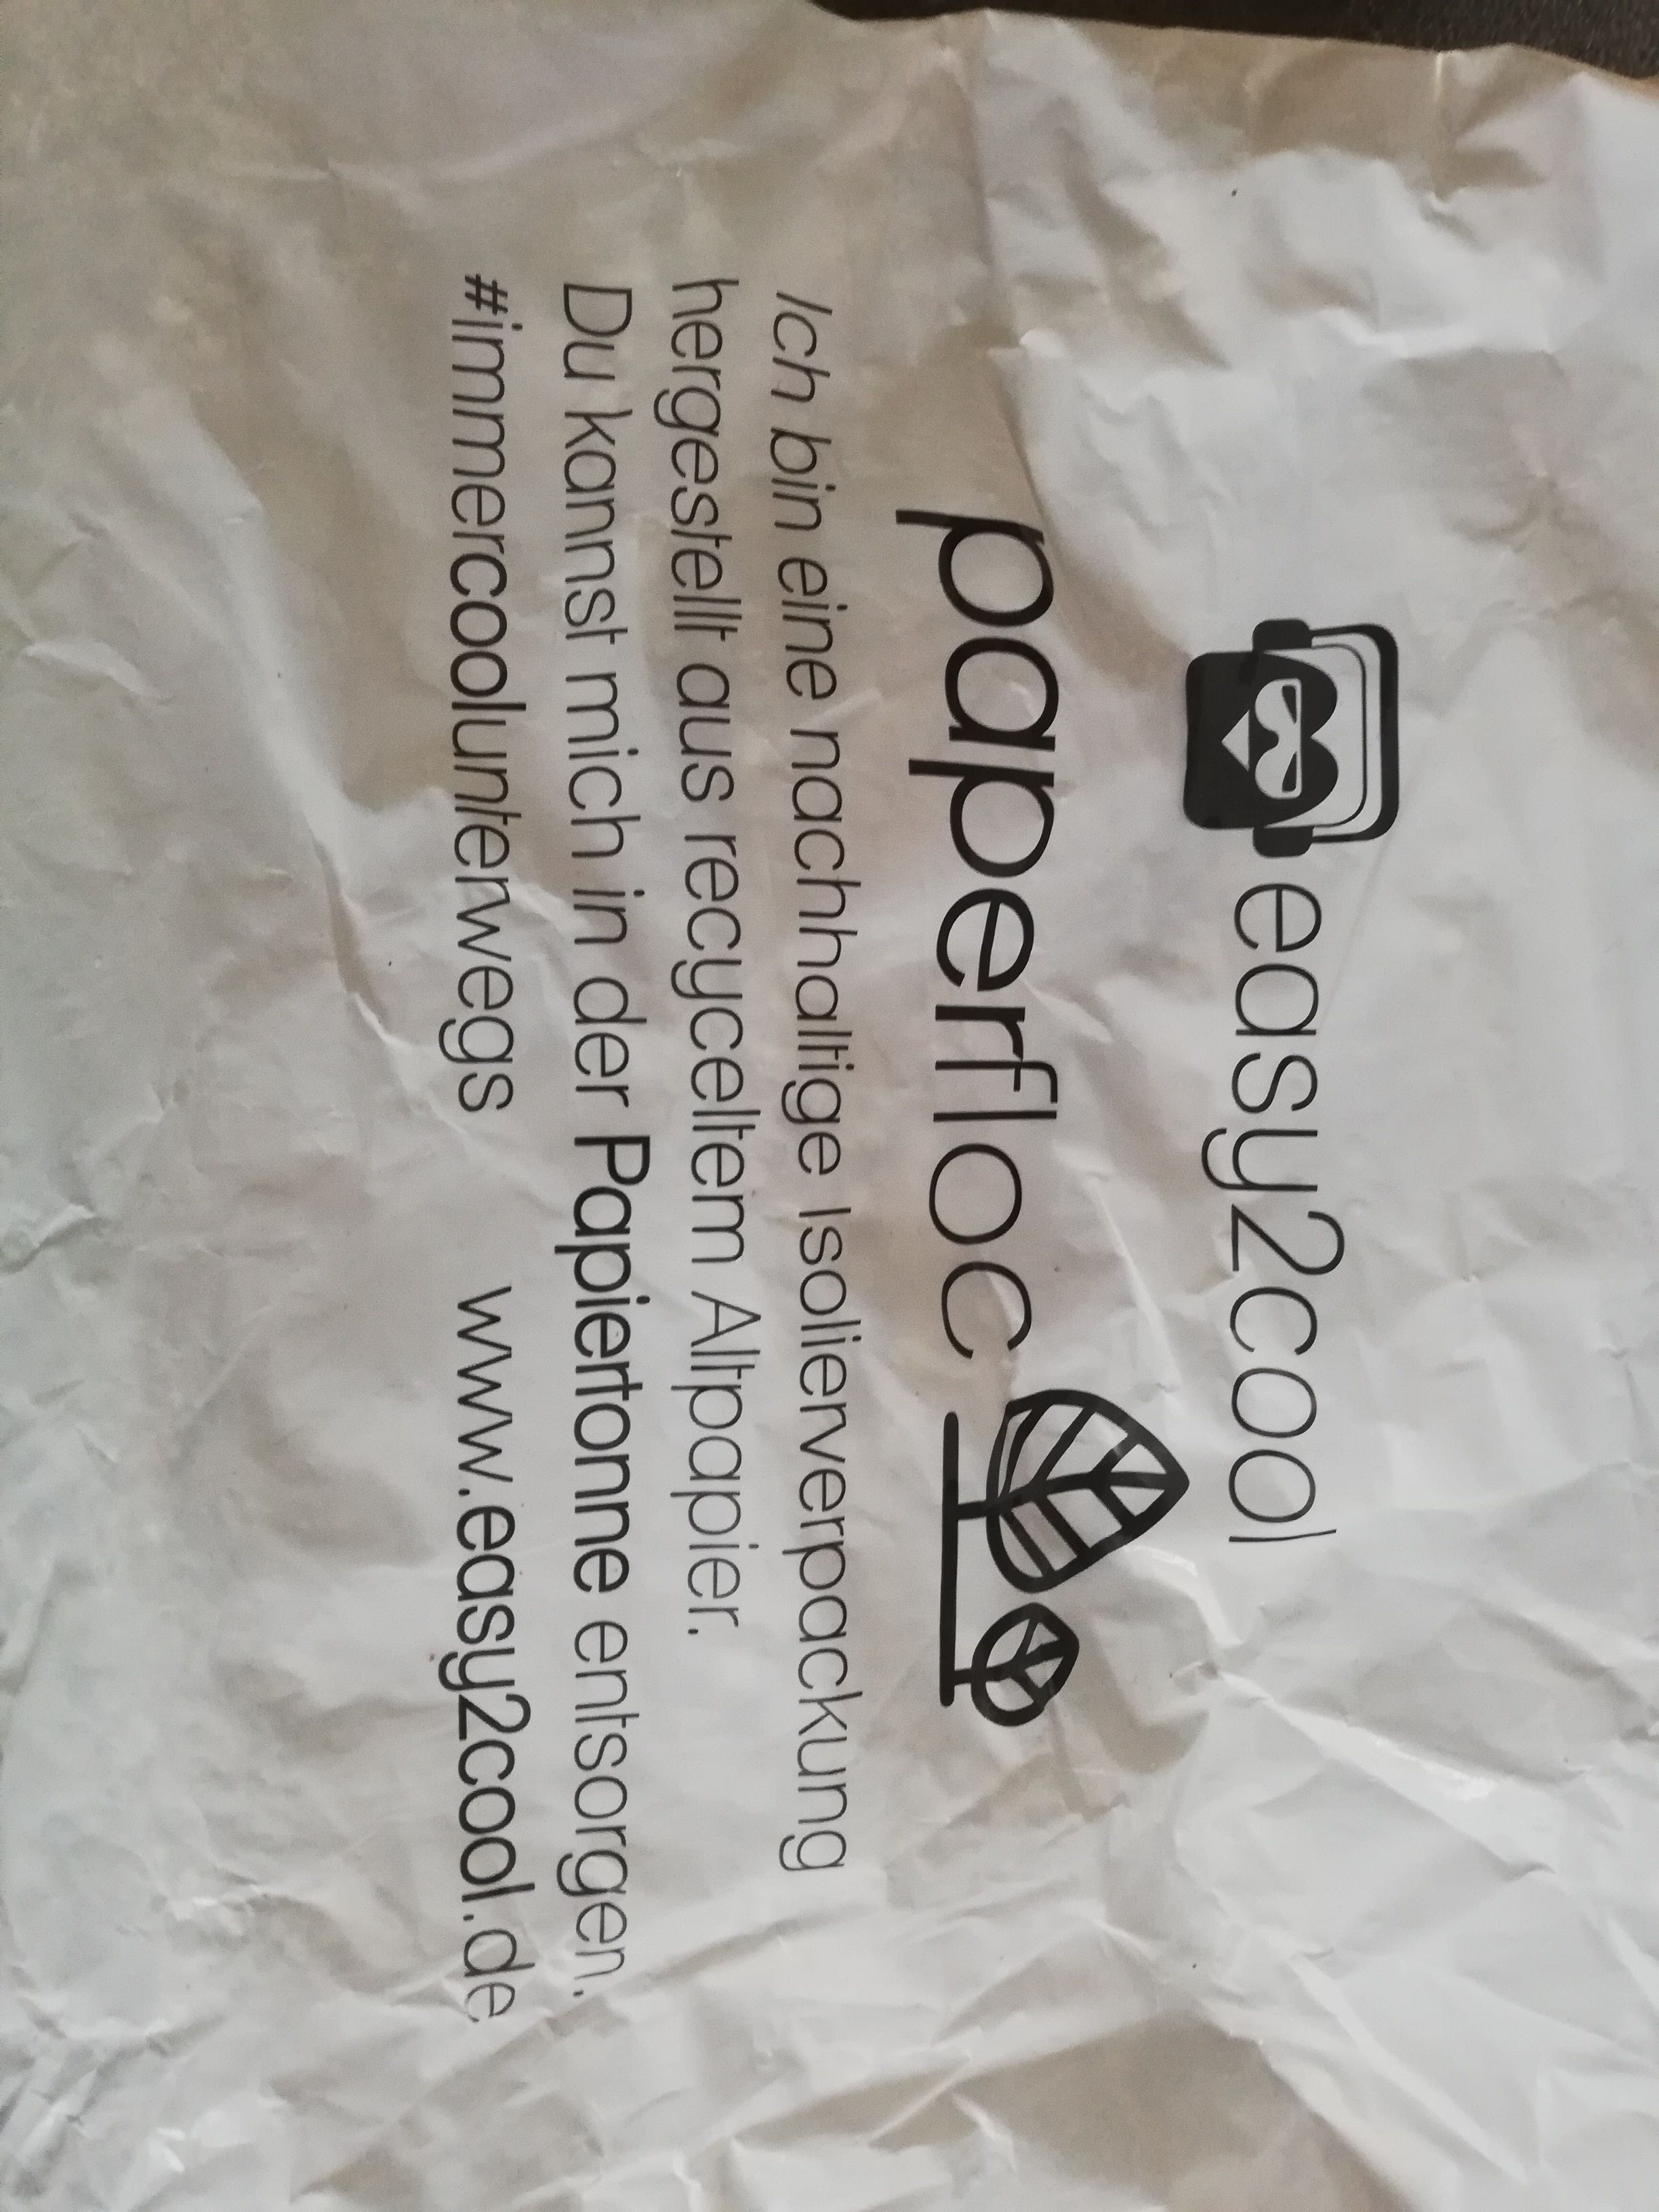 easy2cool
paperfloc
Ich bin eine nachhaltige Isolierverpackung
hergestellt aus recyceltem Altpapier.
Du kannst mich in der Papiertonne entsorgen.
#immercoolunterwegs www.easy2cool.de